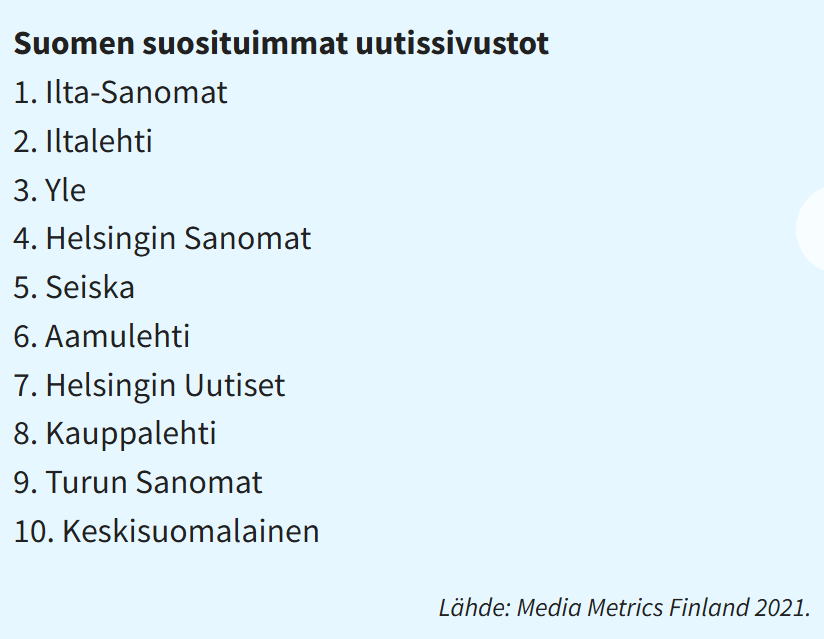 Suomen suosituimmat uutissivustot
1. Ilta-Sanomat
2. Iltalehti
3. Yle
4. Helsingin Sanomat
5. Seiska
6. Aamulehti
7. Helsingin Uutiset
8. Kauppalehti
9. Turun Sanomat
10. Keskisuomalainen
Lähde: Media Metrics Finland 2021.